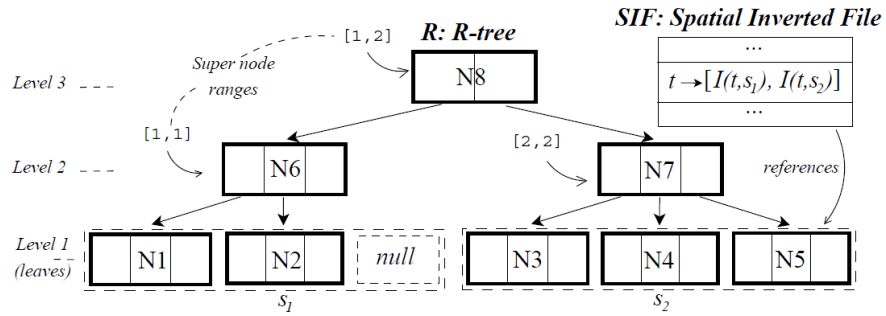 R: R-tree
SIF: Spatial Inverted File
[1,2]
...
Super node
ranges
Level 3
N8
t→[I(t,s₁), I(t,s₂)]
...
[1,1]
[2,2]
Level 2
N6
N7
references
Level 1
(leaves)
N1
N2
null
N3
N4
N5
s₁
s₂